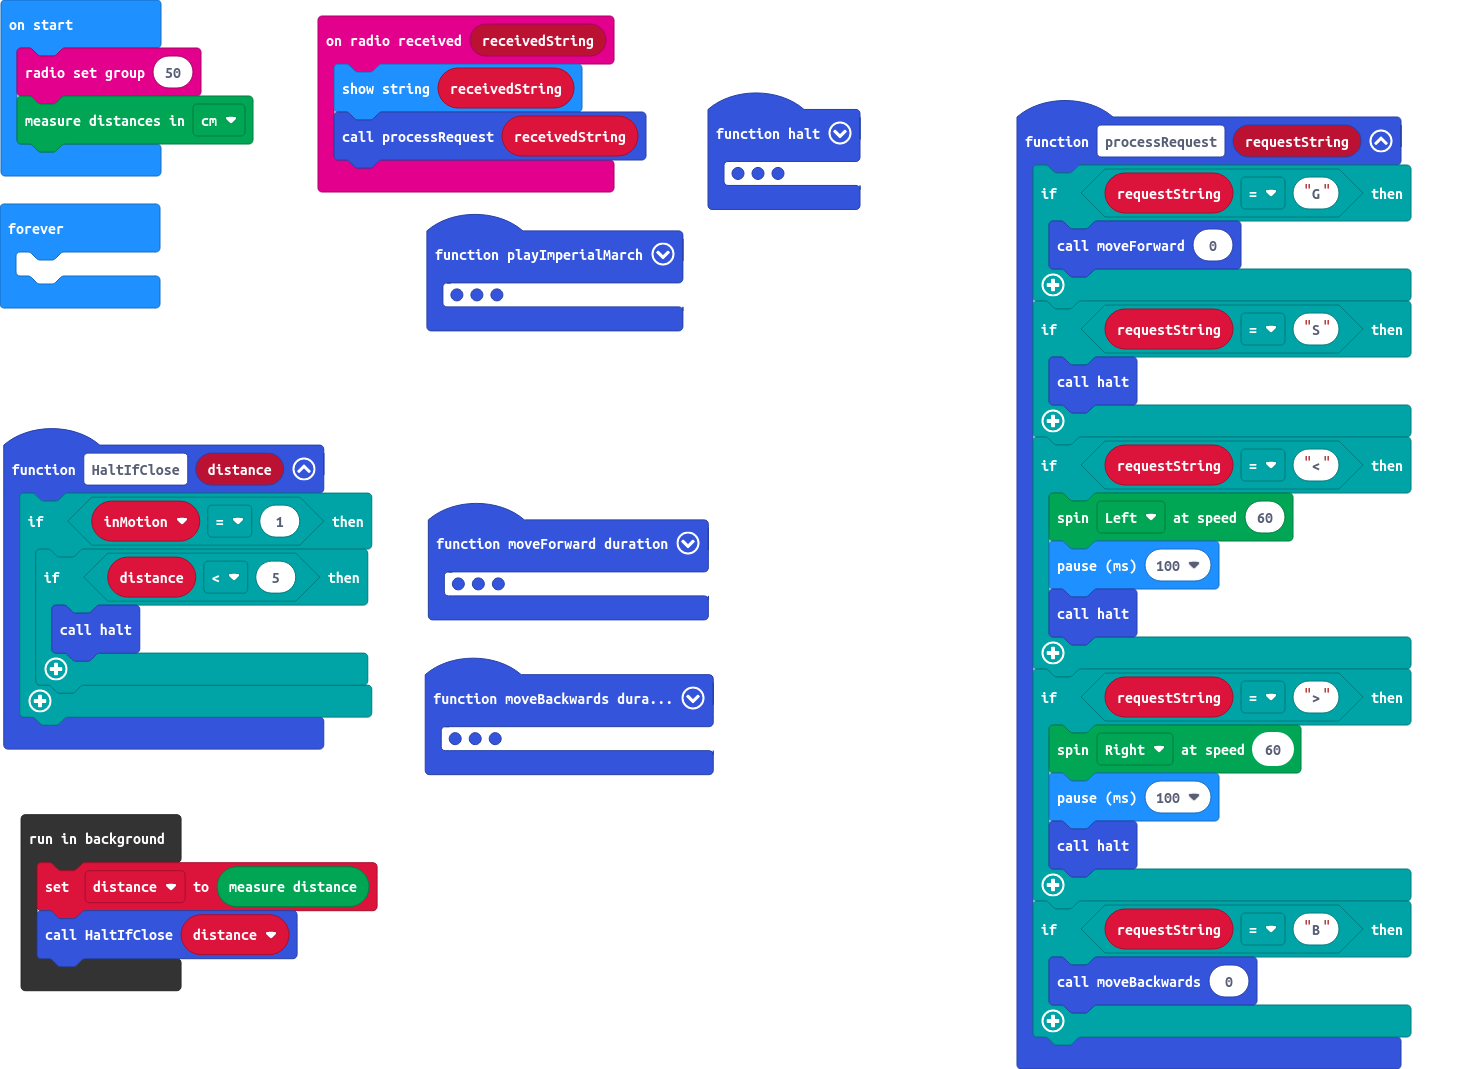 on start
radio set group 50
measure distances in cm
forever
on radio received receivedString
show string receivedString
call processRequest receivedString
function halt
function playImperialMarch
function HaltIfClose distance
if inMotion = 1 then
if distance < 5 then
call halt
function moveForward duration
function moveBackwards dura...
run in background
set distance to measure distance
call HaltIfClose distance
function processRequest requestString
if requestString = "G" then
call moveForward 0
if requestString = "S" then
call halt
if requestString = "<" then
spin Left at speed 60
pause (ms) 100
call halt
if requestString = ">" then
spin Right at speed 60
pause (ms) 100
call halt
if requestString = "B" then
call moveBackwards 0